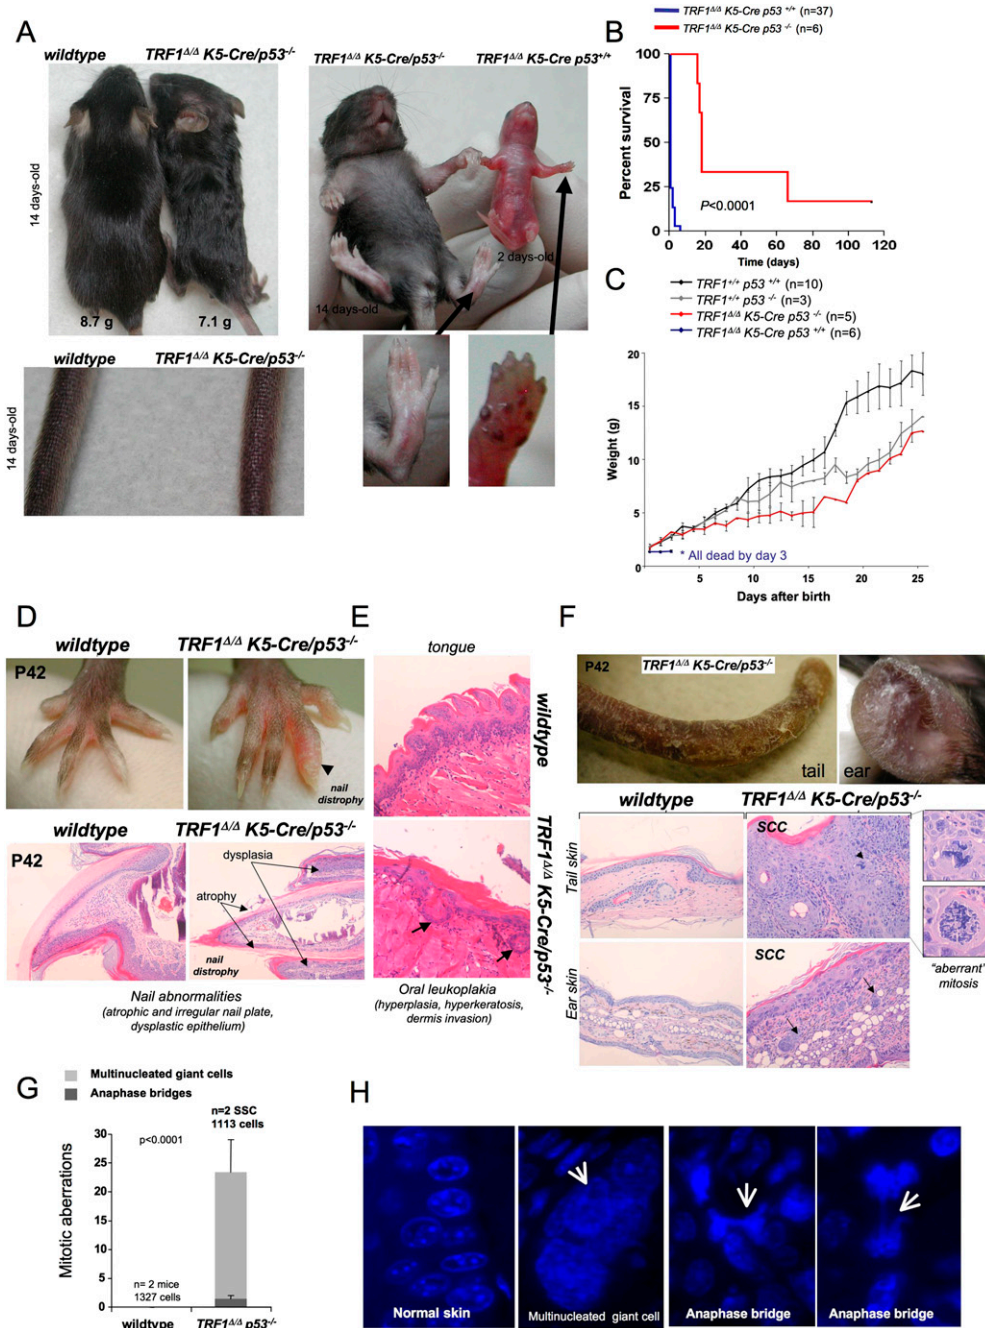 A
wildtype TRF1Δ/Δ K5-Cre/p53-/-
14 days-old
8.7 g 7.1 g
TRF1Δ/Δ K5-Cre/p53-/- TRF1Δ/Δ K5-Cre p53+/+
2 days-old
14 days-old
wildtype TRF1Δ/Δ K5-Cre/p53-/-
14 days-old
B
TRF1Δ/Δ K5-Cre p53 +/+ (n=37)
TRF1Δ/Δ K5-Cre p53 -/- (n=6)
Percent survival
100
75
50
25
0
P<0.0001
0 20 40 60 80 100 120
Time (days)
C
TRF1+/+ p53 +/+ (n=10)
TRF1+/+ p53 -/- (n=3)
TRF1Δ/Δ K5-Cre p53 -/- (n=5)
TRF1Δ/Δ K5-Cre p53 +/+ (n=6)
Weight (g)
20
15
10
5
0
* All dead by day 3
5 10 15 20 25
Days after birth
D
wildtype TRF1Δ/Δ K5-Cre/p53-/-
P42
nail
distrophy
wildtype TRF1Δ/Δ K5-Cre/p53-/-
P42
dysplasia
atrophy
nail
distrophy
Nail abnormalities
(atrophic and irregular nail plate,
dysplastic epithelium)
E
tongue
wildtype
TRF1Δ/Δ K5-Cre/p53-/-
Oral leukoplakia
(hyperplasia, hyperkeratosis,
dermis invasion)
F
P42 TRF1Δ/Δ K5-Cre/p53-/-
tail ear
wildtype TRF1Δ/Δ K5-Cre/p53-/-
Tail skin
SCC
Ear skin
SCC
"aberrant"
mitosis
G
Multinucleated giant cells
Anaphase bridges
n=2 SSC
1113 cells
p<0.0001
Mitotic aberrations
30
25
20
15
10
5
0
n= 2 mice
1327 cells
wildtype TRF1Δ/Δ p53-/-
H
Normal skin
Multinucleated giant cell
Anaphase bridge
Anaphase bridge